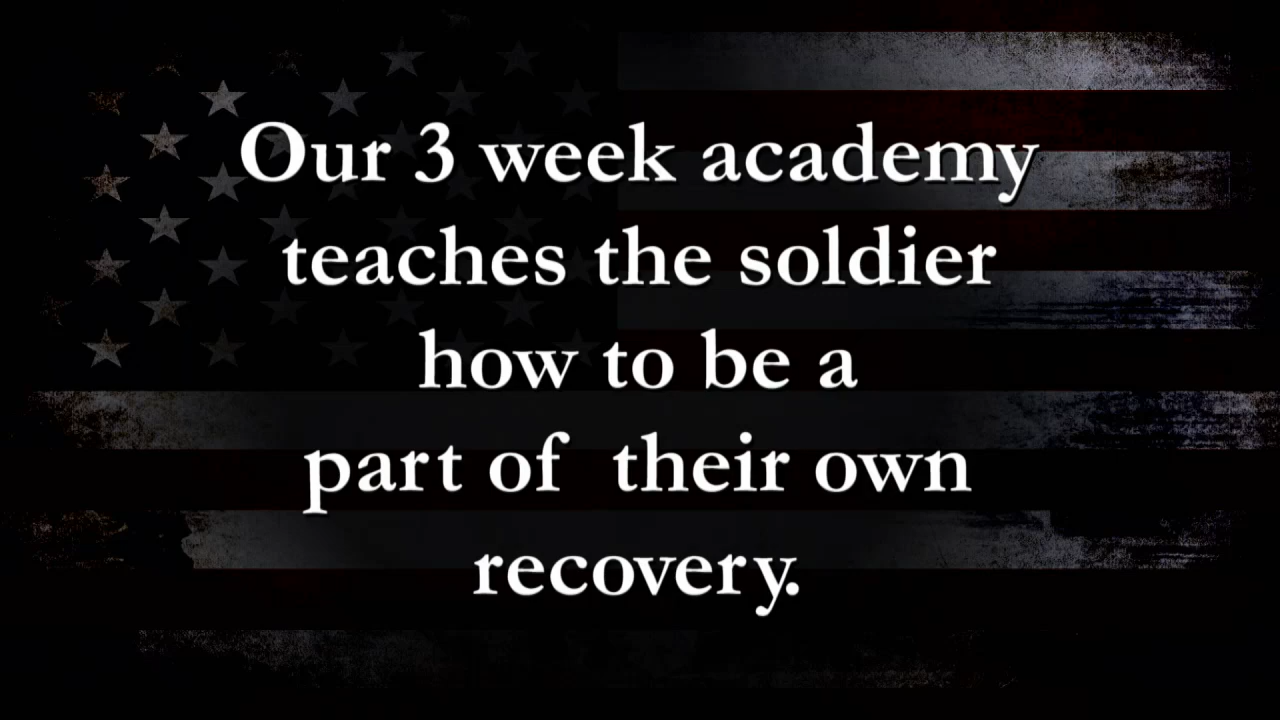 Our 3 week academy
teaches the soldier
how to be a
part of  their own
recovery.